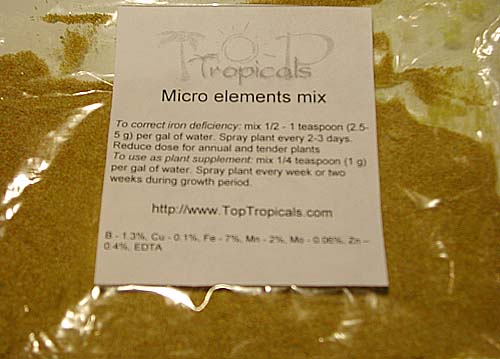 TOP
Tropicals
Micro elements mix
To correct iron deficiency: mix 1/2 - 1 teaspoon (2.5-
5 g) per gal of water. Spray plant every 2-3 days.
Reduce dose for annual and tender plants
To use as plant supplement: mix 1/4 teaspoon (1 g)
per gal of water. Spray plant every week or two
weeks during growth period.
http://www.TopTropicals.com
B - 1.3%, Cu - 0.1%, Fe - 7%, Mn - 2%, Mo - 0.06%, Zn –
0.4%, EDTA